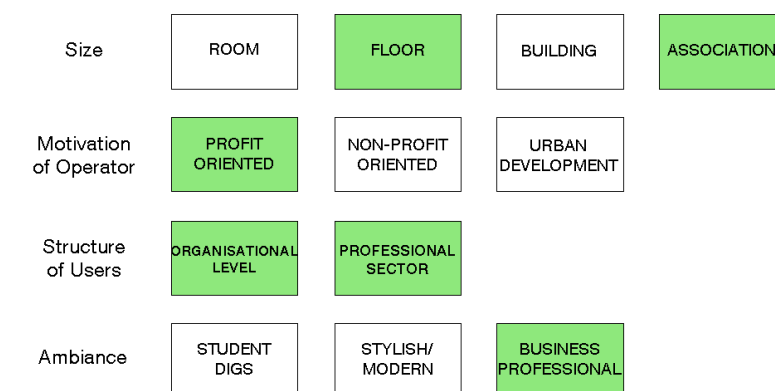 Size
ROOM
FLOOR
BUILDING
ASSOCIATION
Motivation
of Operator
PROFIT
ORIENTED
NON-PROFIT
ORIENTED
URBAN
DEVELOPMENT
Structure
of Users
ORGANISATIONAL
LEVEL
PROFESSIONAL
SECTOR
Ambiance
STUDENT
DIGS
STYLISH/
MODERN
BUSINESS
PROFESSIONAL